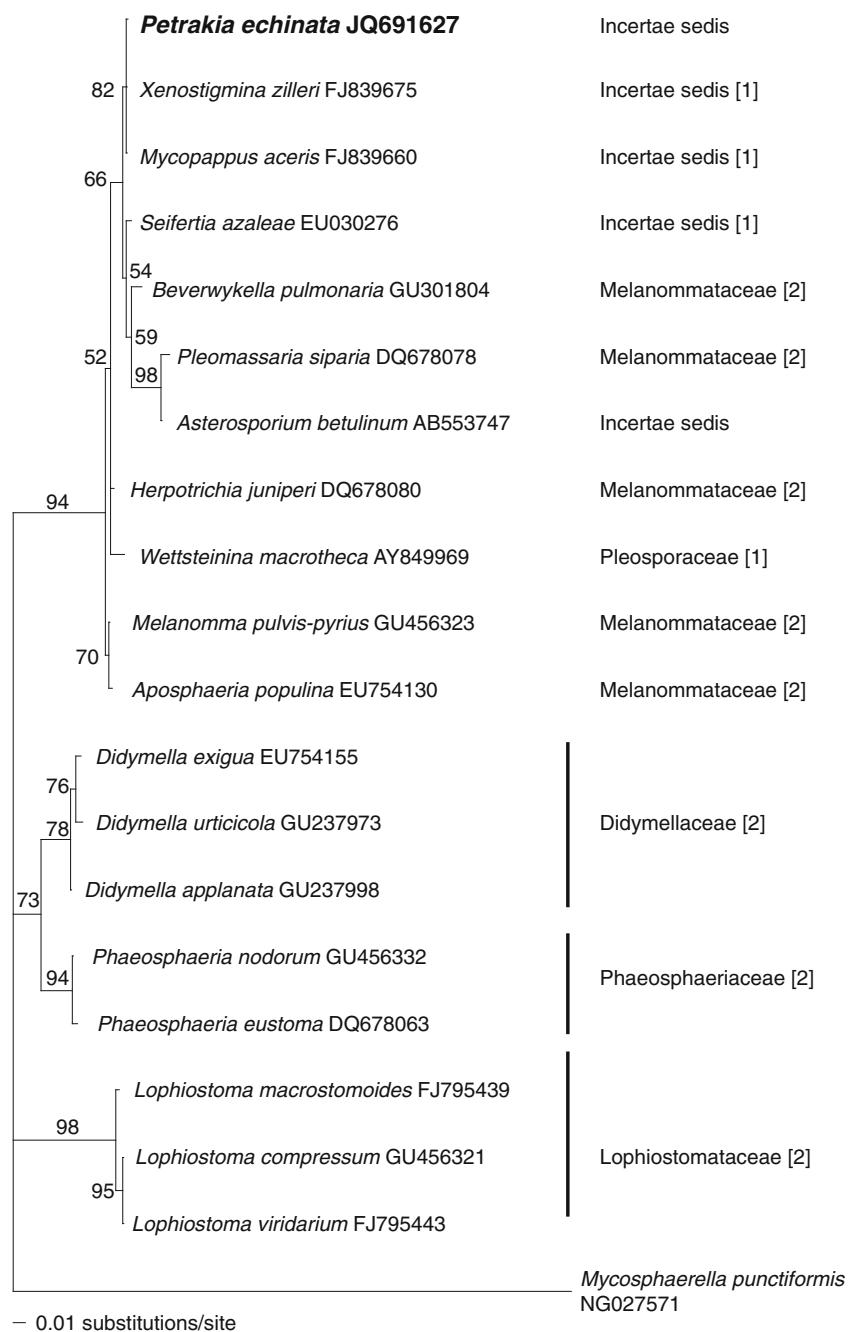 Petrakia echinata JQ691627 Incertae sedis
82 Xenostigmina zilleri FJ839675 Incertae sedis [1]
Mycopappus aceris FJ839660 Incertae sedis [1]
66
Seifertia azaleae EU030276 Incertae sedis [1]
54
Beverwykella pulmonaria GU301804 Melanommataceae [2]
59
52 Pleomassaria siparia DQ678078 Melanommataceae [2]
98
Asterosporium betulinum AB553747 Incertae sedis
Herpotrichia juniperi DQ678080 Melanommataceae [2]
94
Wettsteinina macrotheca AY849969 Pleosporaceae [1]
Melanomma pulvis-pyrius GU456323 Melanommataceae [2]
70
Aposphaeria populina EU754130 Melanommataceae [2]
Didymella exigua EU754155
76
Didymella urticicola GU237973 Didymellaceae [2]
78
Didymella applanata GU237998
73
Phaeosphaeria nodorum GU456332
94 Phaeosphaeriaceae [2]
Phaeosphaeria eustoma DQ678063
Lophiostoma macrostomoides FJ795439
98
Lophiostoma compressum GU456321 Lophiostomataceae [2]
95
Lophiostoma viridarium FJ795443
Mycosphaerella punctiformis
NG027571
0.01 substitutions/site